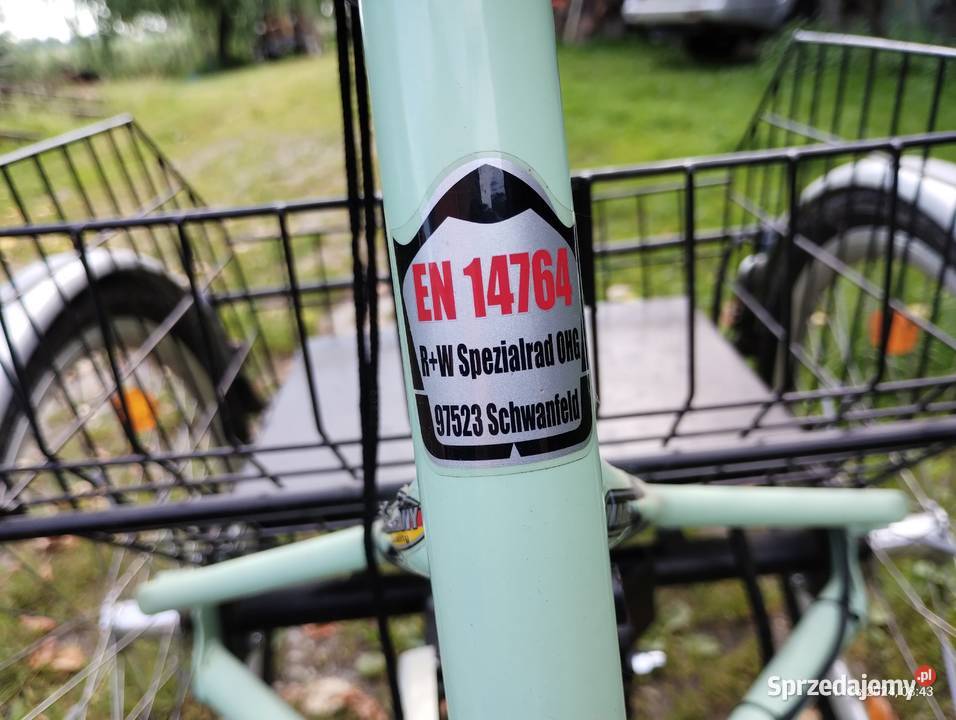 EN 14764
R+W Spezialrad OHG
97523 Schwanfeld
Sprzedajemy.pl